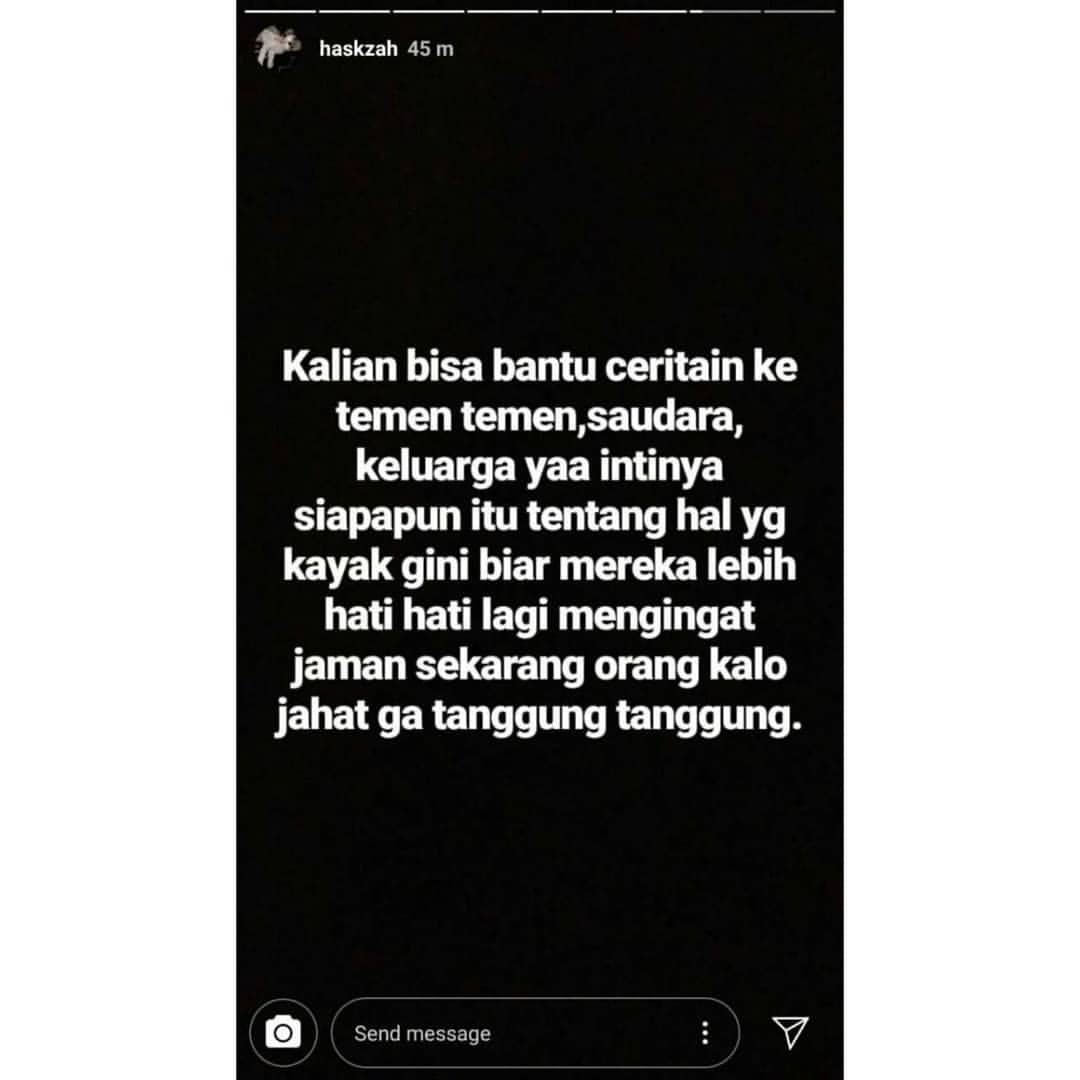 haskzah 45 m
Kalian bisa bantu ceritain ke
temen temen,saudara,
keluarga yaa intinya
siapapun itu tentang hal yg
kayak gini biar mereka lebih
hati hati lagi mengingat
jaman sekarang orang kalo
jahat ga tanggung tanggung.
Send message